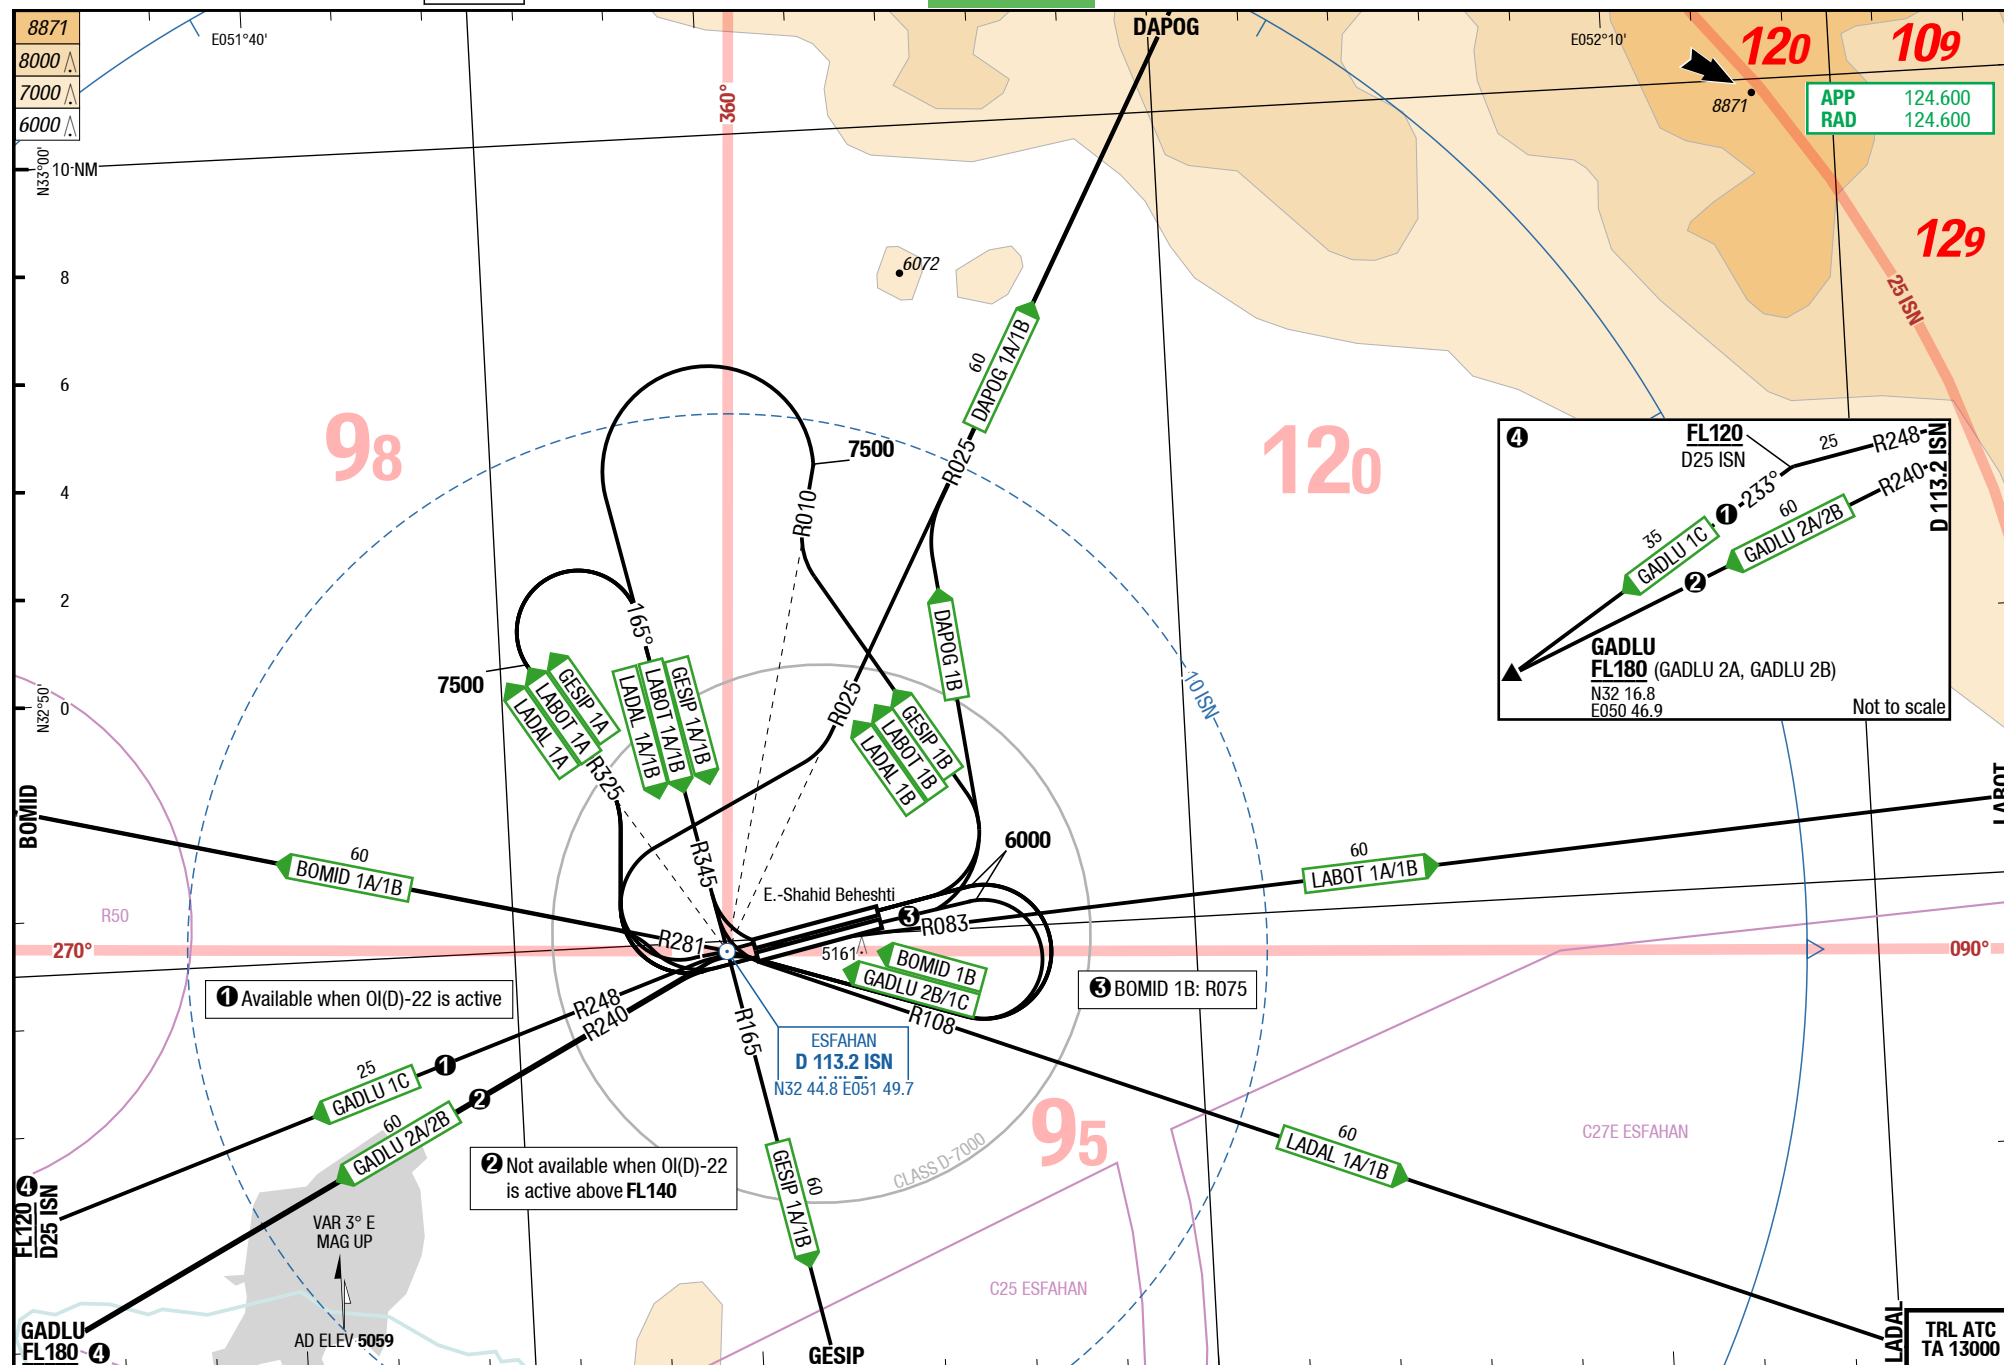 8871
8000
7000
6000
E051°40'
360°
DAPOG
E052°10'
120
109
8871
APP 124.600
RAD 124.600
129
25 ISN
N33°00'
10 NM
8
6
4
2
0
N32°50'
6072
98
7500
R010
R025
60
DAPOG 1A/1B
120
4
FL120
D25 ISN
25
R248
R240
D 113.2 ISN
1
233°
35
GADLU 1C
60
GADLU 2A/2B
2
GADLU
FL180 (GADLU 2A, GADLU 2B)
N32 16.8
E050 46.9
Not to scale
165°
DAPOG 1B
7500
GESIP 1A
LABOT 1A
LADAL 1A
R325
LADAL 1A/1B
LABOT 1A/1B
GESIP 1A/1B
R345
R025
GESIP 1B
LABOT 1B
LADAL 1B
10 ISN
BOMID
60
BOMID 1A/1B
R281
R50
270°
6000
E.-Shahid Beheshti
3
R083
60
LABOT 1A/1B
LABOT
090°
5161
BOMID 1B
GADLU 2B/1C
R108
3 BOMID 1B: R075
1 Available when OI(D)-22 is active
R248
R240
R165
ESFAHAN
D 113.2 ISN
N32 44.8 E051 49.7
1
25
GADLU 1C
2
60
GADLU 2A/2B
2 Not available when OI(D)-22
is active above FL140
60
GESIP 1A/1B
95
CLASS D-7000
C27E ESFAHAN
60
LADAL 1A/1B
4
FL120
D25 ISN
VAR 3° E
MAG UP
AD ELEV 5059
C25 ESFAHAN
GADLU
FL180 4
GESIP
LADAL
TRL ATC
TA 13000